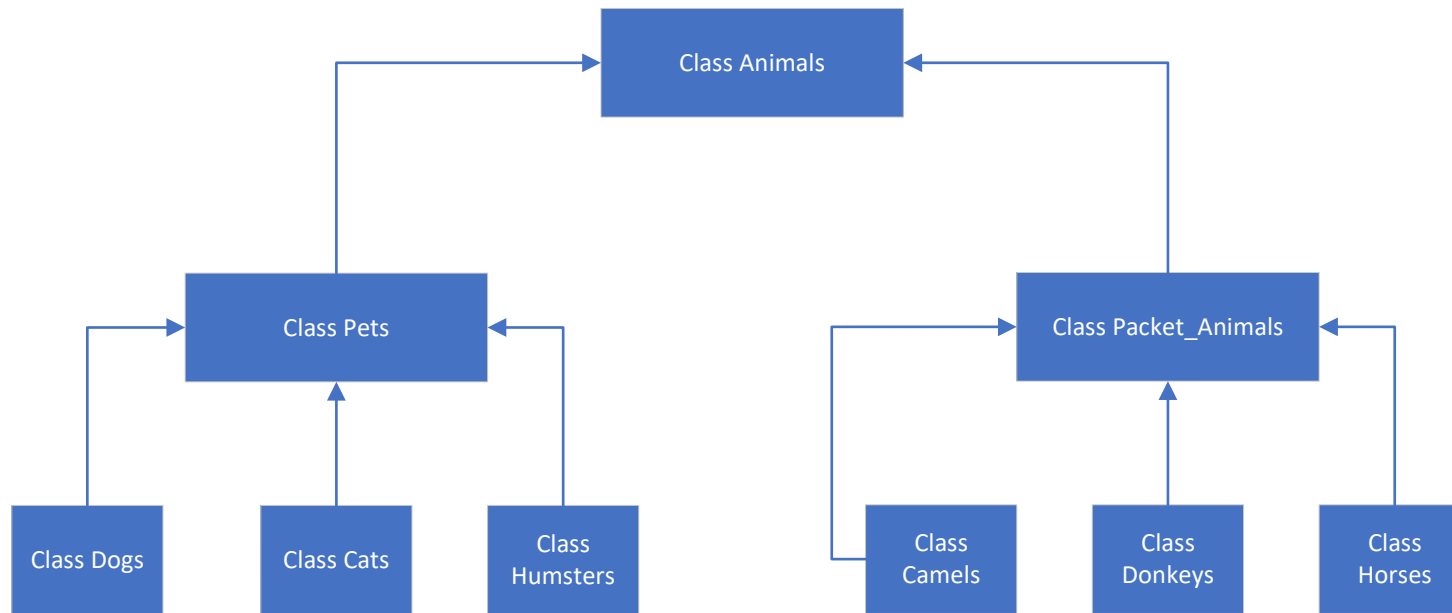 Class Animals
Class Pets
Class Packet_Animals
Class Dogs
Class Cats
Class
Humsters
Class
Camels
Class
Donkeys
Class
Horses